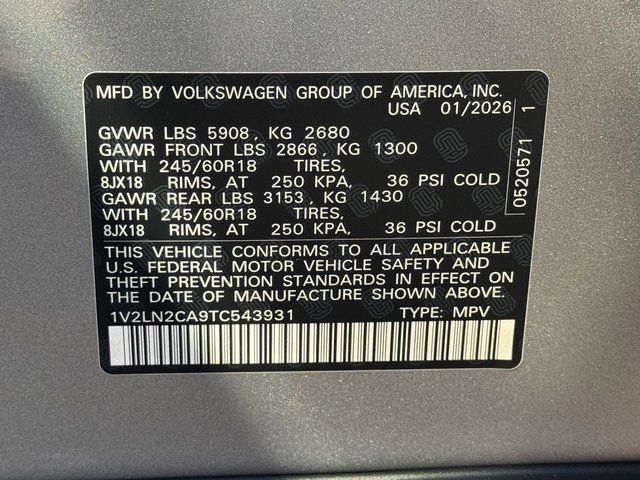 MFD BY VOLKSWAGEN GROUP OF AMERICA, INC.
USA 01/2026
GVWR LBS 5908, KG 2680
GAWR FRONT LBS 2866, KG 1300
WITH 245/60R18 TIRES,
8JX18 RIMS, AT 250 KPA, 36 PSI COLD
GAWR REAR LBS 3153, KG 1430
WITH 245/60R18 TIRES,
8JX18 RIMS, AT 250 KPA, 36 PSI COLD
THIS VEHICLE CONFORMS TO ALL APPLICABLE
U.S. FEDERAL MOTOR VEHICLE SAFETY AND
THEFT PREVENTION STANDARDS IN EFFECT ON
THE DATE OF MANUFACTURE SHOWN ABOVE.
1V2LN2CA9TC543931 TYPE: MPV
0520571 1